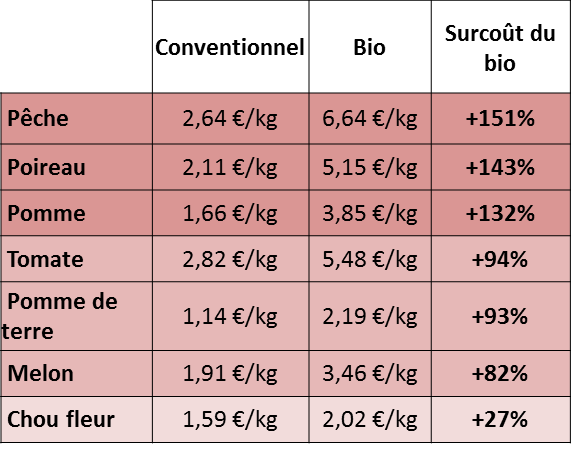 Conventionnel Bio Surcoût du
bio
Pêche 2,64 €/kg 6,64 €/kg +151%
Poireau 2,11 €/kg 5,15 €/kg +143%
Pomme 1,66 €/kg 3,85 €/kg +132%
Tomate 2,82 €/kg 5,48 €/kg +94%
Pomme de
terre 1,14 €/kg 2,19 €/kg +93%
Melon 1,91 €/kg 3,46 €/kg +82%
Chou fleur 1,59 €/kg 2,02 €/kg +27%